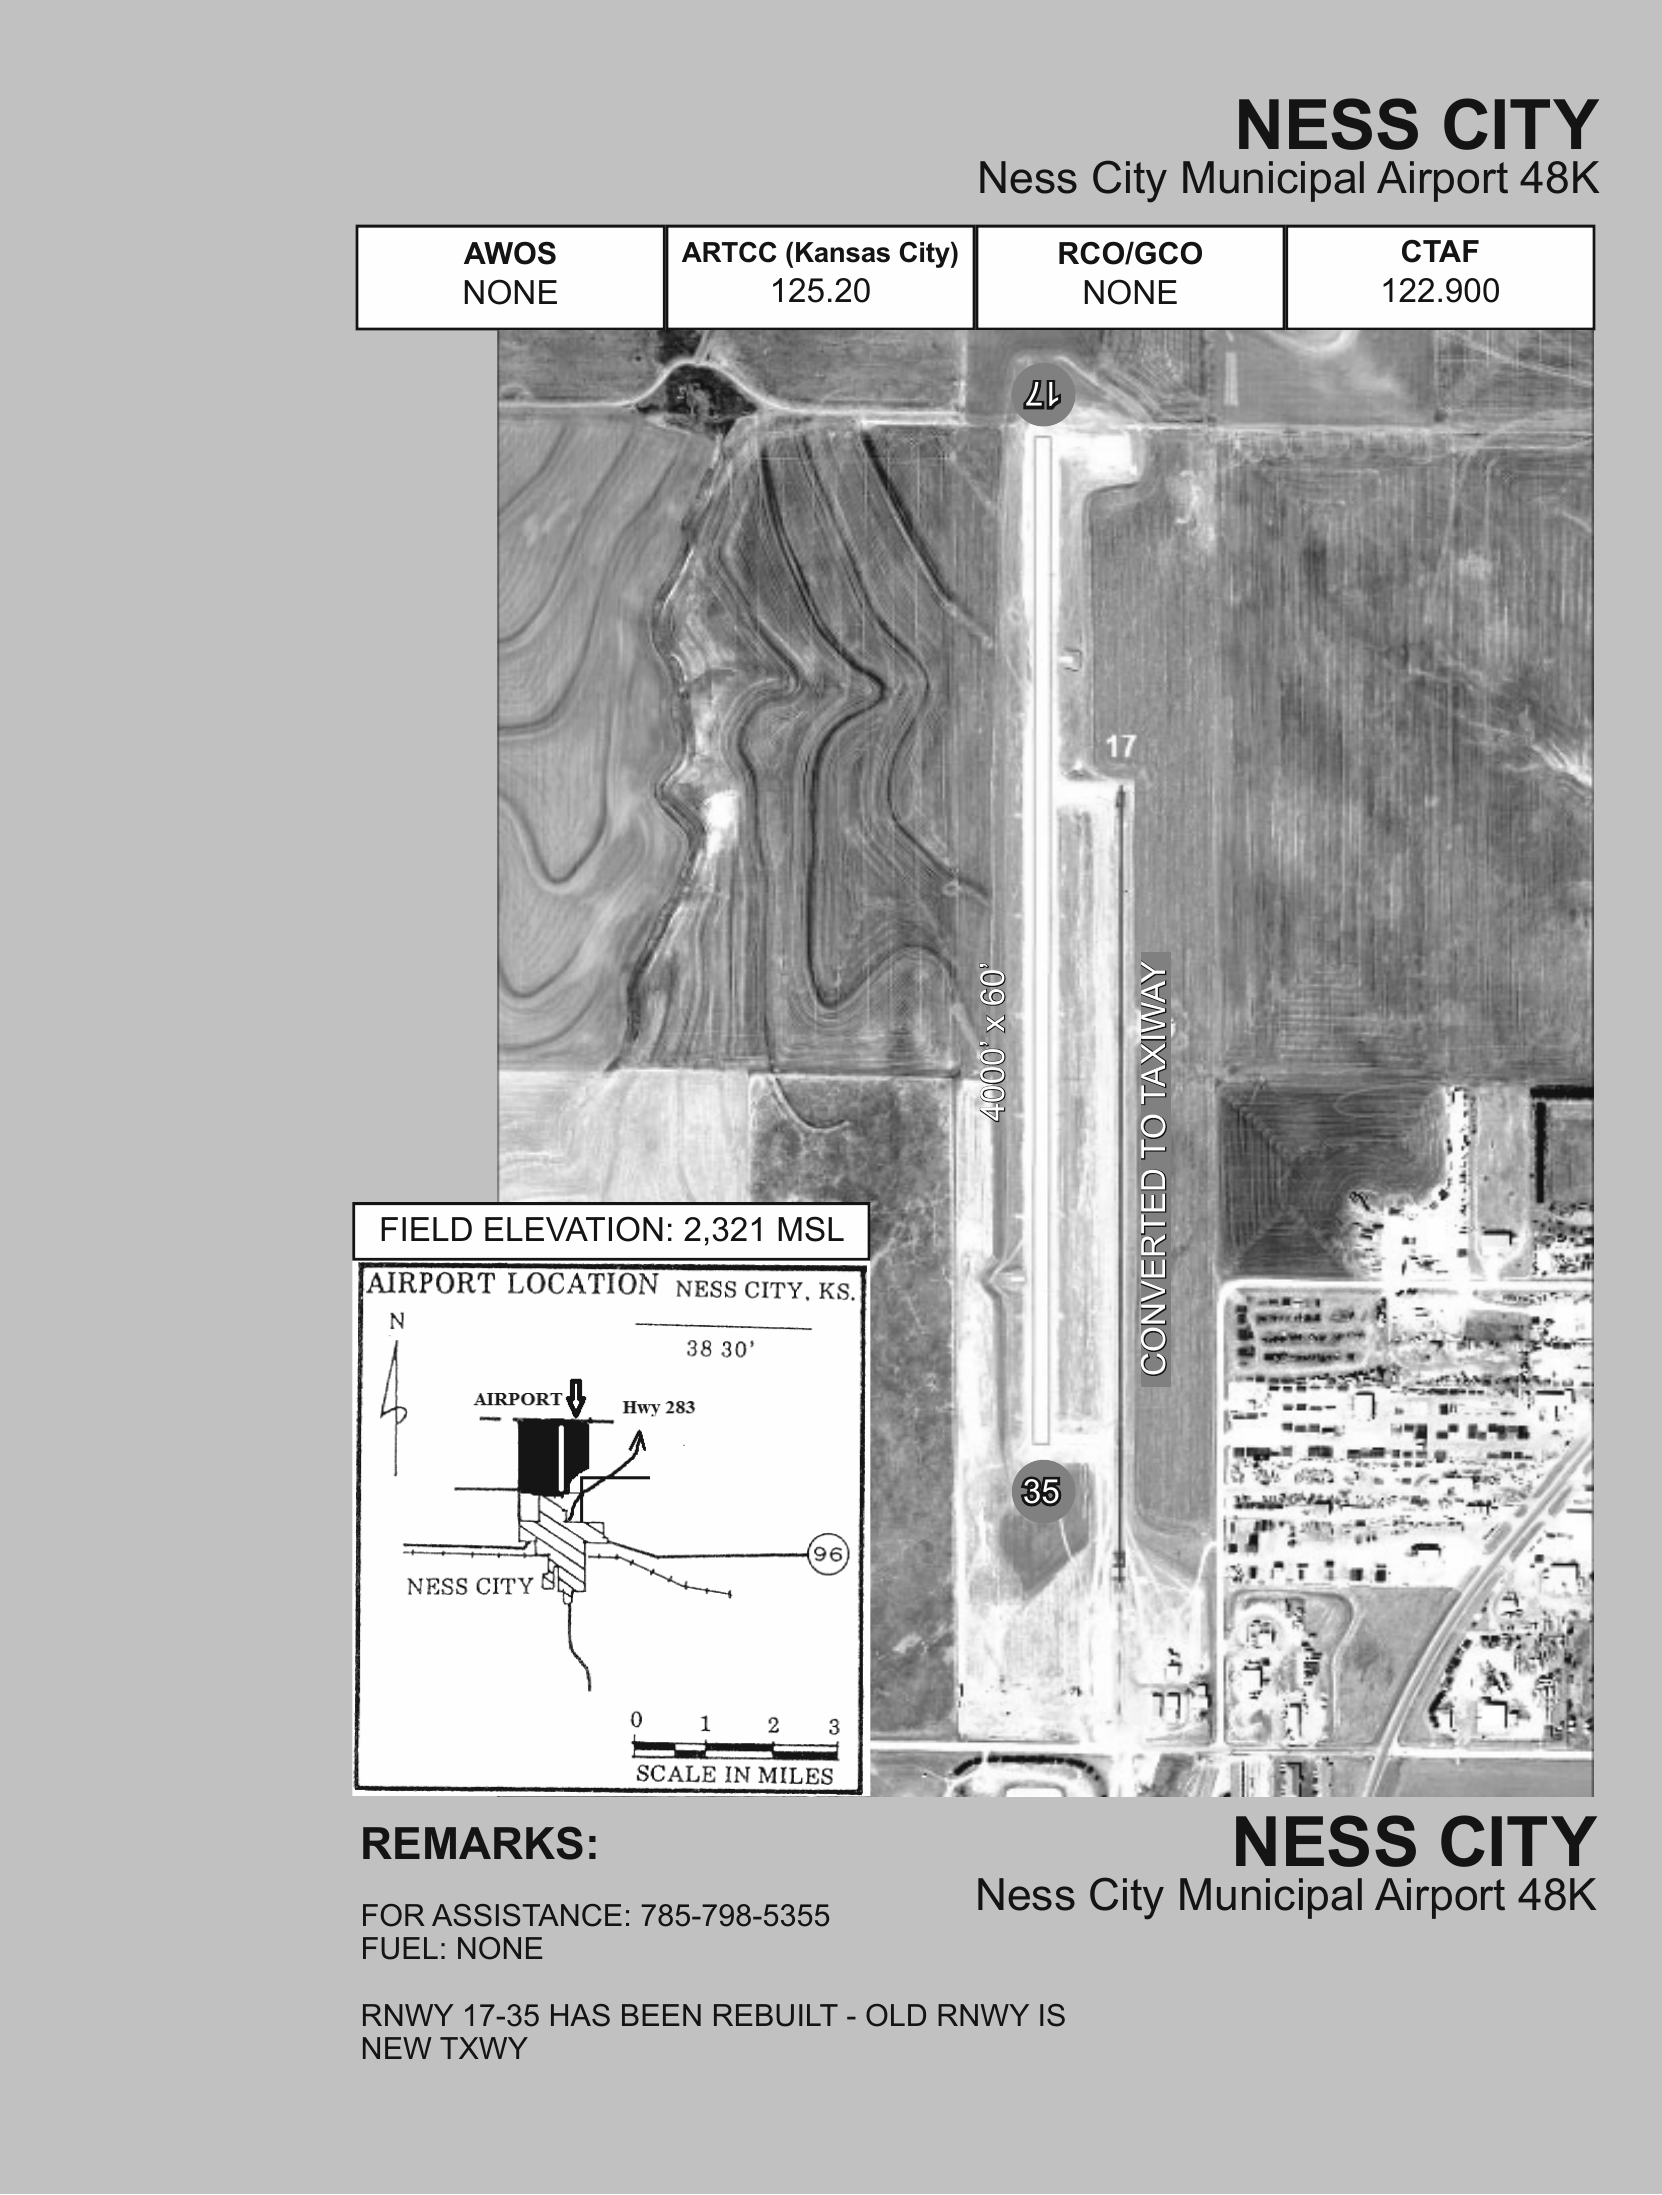 NESS CITY
Ness City Municipal Airport 48K
AWOS
NONE
ARTCC (Kansas City)
125.20
RCO/GCO
NONE
CTAF
122.900
17
17
4000' x 60'
CONVERTED TO TAXIWAY
35
FIELD ELEVATION: 2,321 MSL
AIRPORT LOCATION NESS CITY, KS.
N
38 30'
AIRPORT
Hwy 283
96
NESS CITY
0 1 2 3
SCALE IN MILES
REMARKS:
FOR ASSISTANCE: 785-798-5355
FUEL: NONE
RNWY 17-35 HAS BEEN REBUILT - OLD RNWY IS
NEW TXWY
NESS CITY
Ness City Municipal Airport 48K